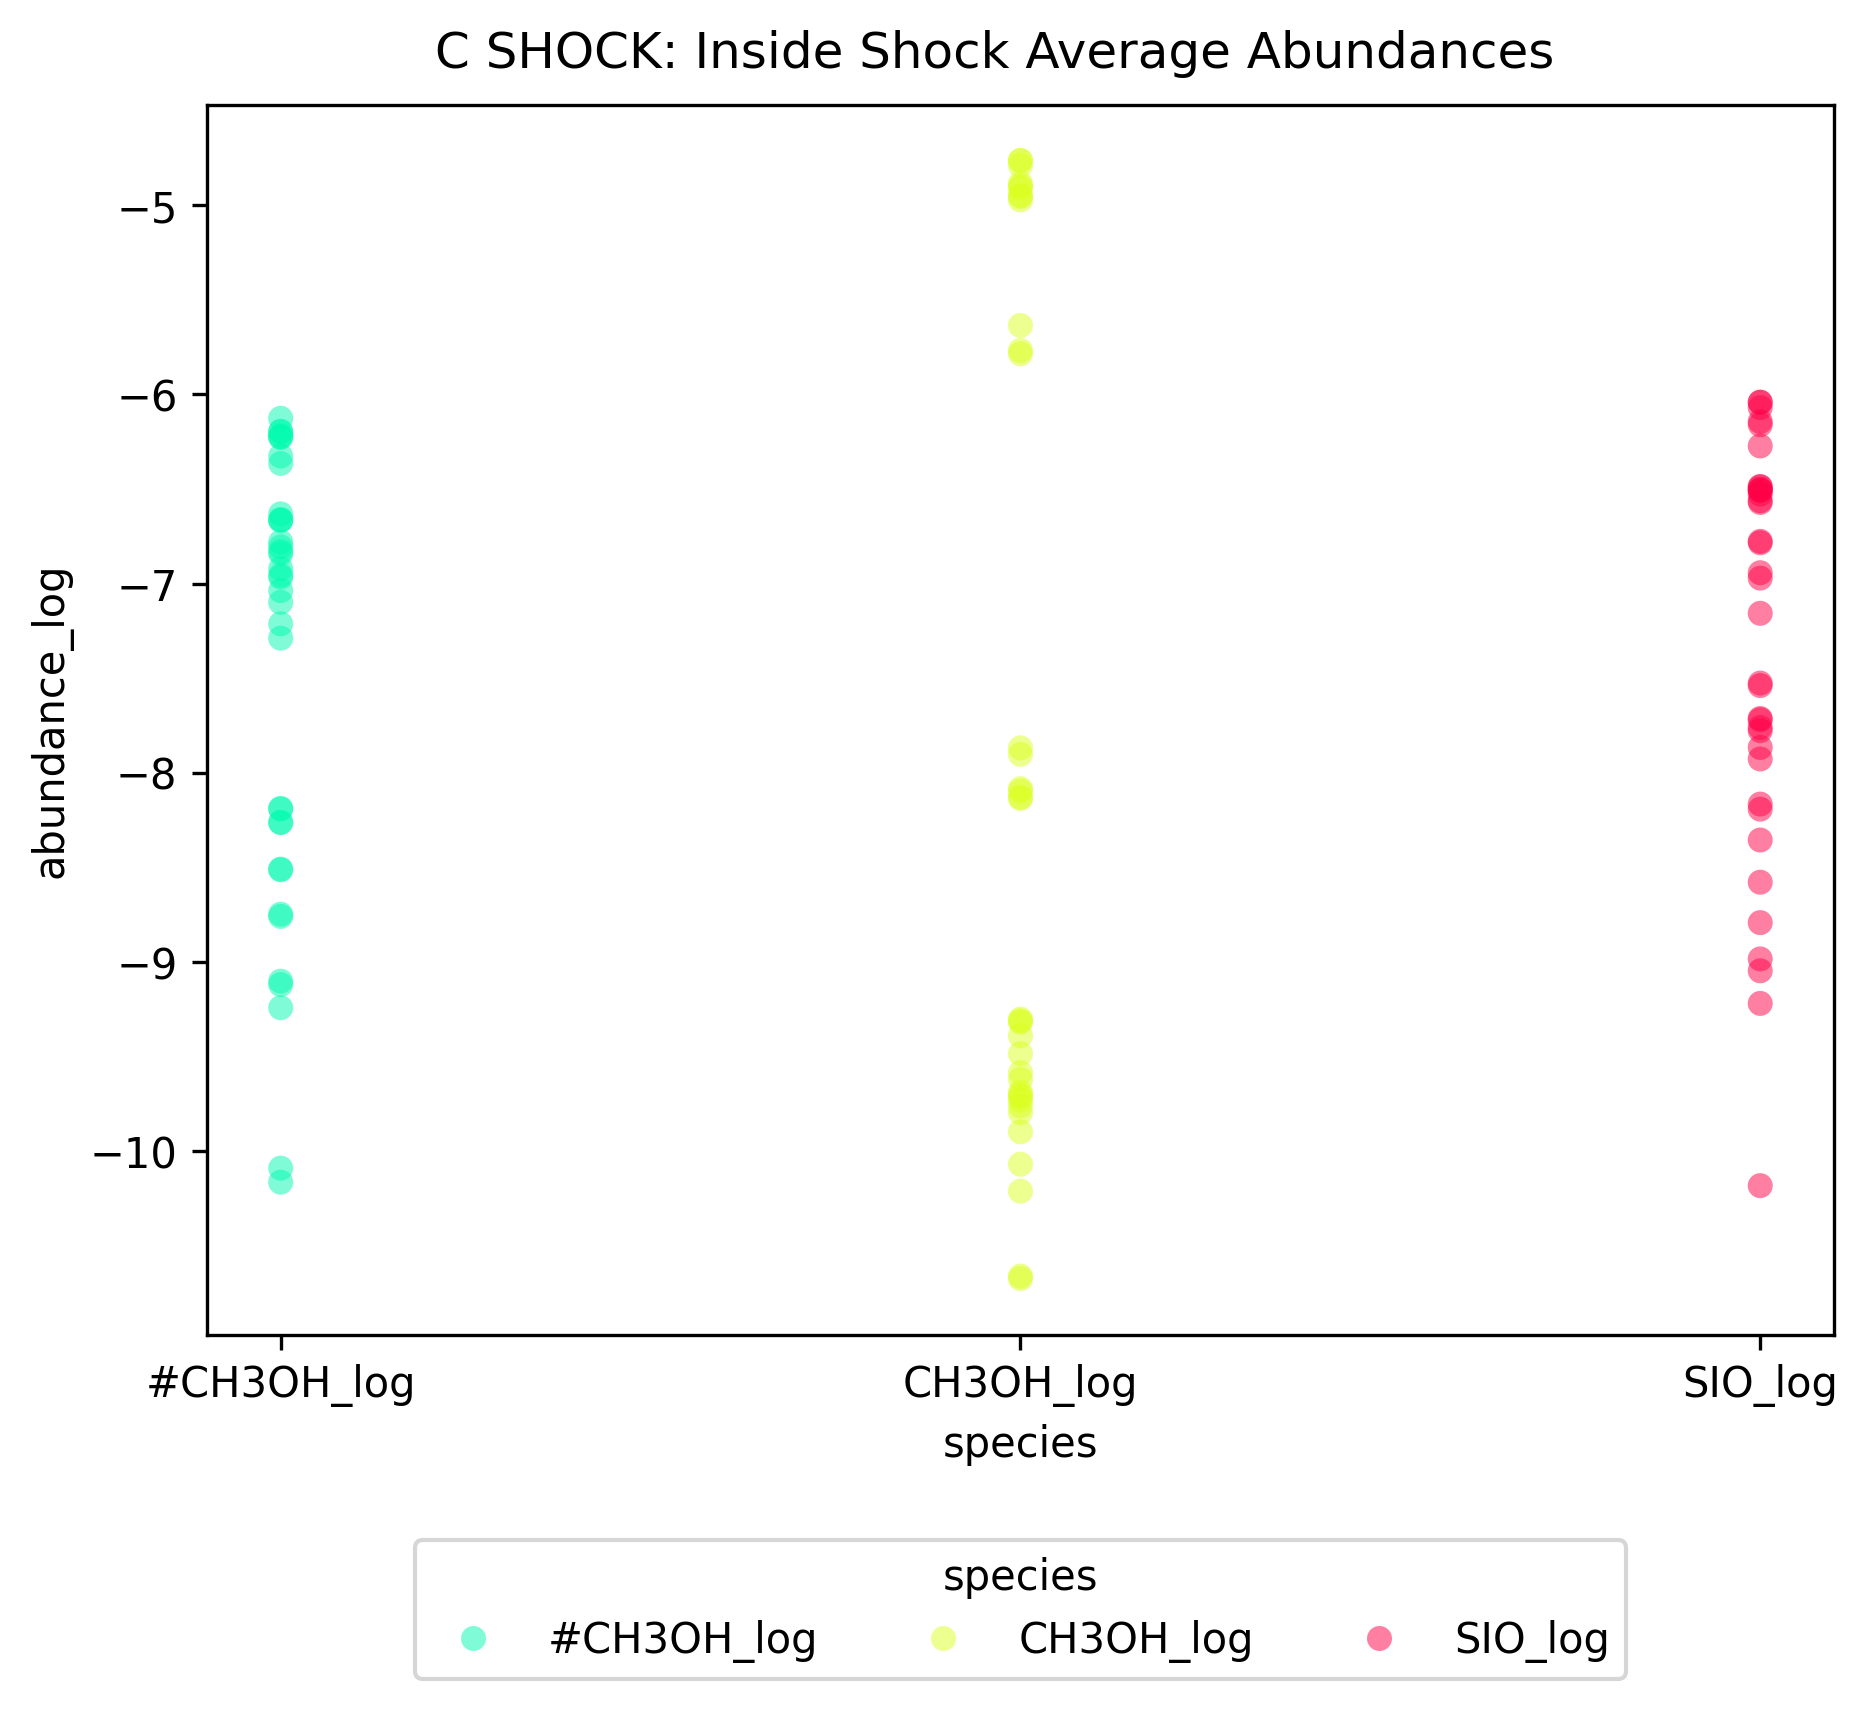 C SHOCK: Inside Shock Average Abundances
abundance_log
−5
−6
−7
−8
−9
−10
#CH3OH_log CH3OH_log SIO_log
species
species
#CH3OH_log CH3OH_log SIO_log